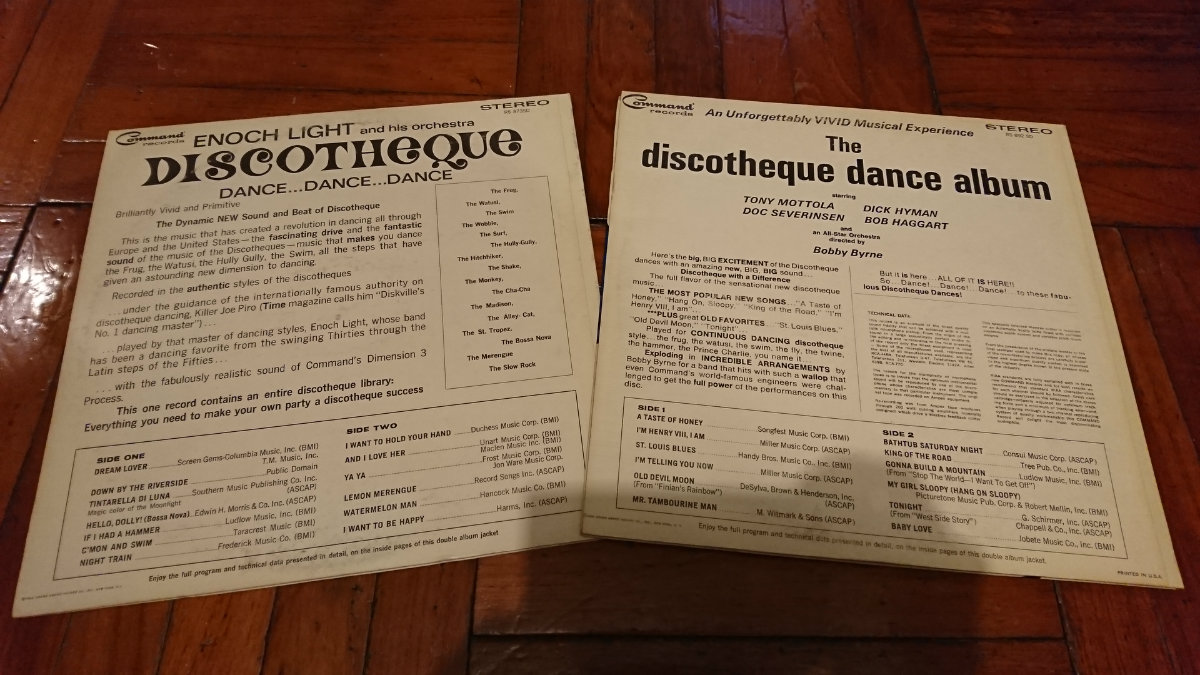 Command
records
STEREO
ENOCH LIGHT and his orchestra
DISCOTHEQUE
DANCE...DANCE...DANCE
Brilliantly Vivid and Primitive
The Dynamic NEW Sound and Beat of Discotheque
This is the music that has created a revolution in dancing all through
Europe and the United States—the fascinating drive and the fantastic
sound of the music of the Discotheques—music that makes you dance
the Frug, the Watusi, the Hully Gully, the Swim, all the steps that have
given an astounding new dimension to dancing.
Recorded in the authentic styles of the discotheques
. . . under the guidance of the internationally famous authority on
discotheque dancing, Killer Joe Piro (Time magazine calls him "Diskville's
No. 1 dancing master") . . .
. . . played by that master of dancing styles, Enoch Light, whose band
has been a dancing favorite from the swinging Thirties through the
Latin steps of the Fifties . . .
. . . with the fabulously realistic sound of Command's Dimension 3
Process.
This one record contains an entire discotheque library:
Everything you need to make your own party a discotheque success
The Frug,
The Watusi,
The Swim
The Wobble,
The Surf,
The Hully-Gully,
The Hitchhiker,
The Shake,
The Monkey,
The Cha-Cha
The Madison,
The Alley Cat,
The St. Tropez,
The Bossa Nova
The Merengue
The Slow Rock
SIDE ONE
DREAM LOVER Screen Gems-Columbia Music, Inc. (BMI)
T.M. Music, Inc.
DOWN BY THE RIVERSIDE Public Domain
TINTARELLA DI LUNA Southern Music Publishing Co. Inc.
Magic color of the Moonlight (ASCAP)
HELLO, DOLLY! (Bossa Nova) Edwin H. Morris & Co. Inc. (ASCAP)
IF I HAD A HAMMER Ludlow Music, Inc. (BMI)
C'MON AND SWIM Taracrest Music (BMI)
NIGHT TRAIN Frederick Music Co. (BMI)
SIDE TWO
I WANT TO HOLD YOUR HAND Duchess Music Corp. (BMI)
AND I LOVE HER Unart Music Corp. (BMI)
Maclen Music Inc. (BMI)
YA YA Frost Music Corp. (BMI)
Jon Ware Music Corp.
LEMON MERENGUE Record Songs Inc. (ASCAP)
WATERMELON MAN Hancock Music Co. (BMI)
I WANT TO BE HAPPY Harms, Inc. (ASCAP)
Enjoy the full program and technical data presented in detail, on the inside pages of this double album jacket
Command
records
An Unforgettably ViViD Musical Experience
STEREO
The
discotheque dance album
starring
TONY MOTTOLA DICK HYMAN
DOC SEVERINSEN BOB HAGGART
and
an All-Star Orchestra
directed by
Bobby Byrne
Here's the big, BIG EXCITEMENT of the Discotheque
dances with an amazing new, BIG, BIG sound . . .
Discotheque with a Difference
The full flavor of the sensational new discotheque
music . . .
THE MOST POPULAR NEW SONGS . . . "A Taste of
Honey," "Hang On, Sloopy," "King of the Road," "I'm
Henry VIII, I am" . . .
***PLUS great OLD FAVORITES . . . "St. Louis Blues,"
"Old Devil Moon," "Tonight" . . .
Played for CONTINUOUS DANCING discotheque
style . . . the frug, the watusi, the swim, the fly, the twine,
the hammer, the Prince Charlie, you name it . . .
Exploding in INCREDIBLE ARRANGEMENTS by
Bobby Byrne for a band that hits with such a wallop that
even Command's world-famous engineers were chal-
lenged to get the full power of the performances on this
disc.
But it is here . . . ALL OF IT IS HERE!!
So . . . Dance! . . . Dance! . . . Dance . . . to these fabu-
lous Discotheque Dances!
TECHNICAL DATA:
SIDE 1
A TASTE OF HONEY Songfest Music Corp. (BMI)
I'M HENRY VIII, I AM Miller Music Corp. (ASCAP)
ST. LOUIS BLUES Handy Bros. Music Co., Inc. (BMI)
I'M TELLING YOU NOW Miller Music Corp. (ASCAP)
OLD DEVIL MOON DeSylva, Brown & Henderson, Inc.
(From "Finian's Rainbow") (ASCAP)
MR. TAMBOURINE MAN M. Witmark & Sons (ASCAP)
SIDE 2
BATHTUB SATURDAY NIGHT Consul Music Corp. (ASCAP)
KING OF THE ROAD Tree Pub. Co., Inc. (BMI)
GONNA BUILD A MOUNTAIN Ludlow Music, Inc. (BMI)
(From "Stop The World—I Want To Get Off")
MY GIRL SLOOPY (HANG ON SLOOPY)
Picturetone Music Pub. Corp. & Robert Mellin, Inc. (BMI)
TONIGHT G. Schirmer, Inc. (ASCAP)
(From "West Side Story") Chappell & Co., Inc. (ASCAP)
BABY LOVE Jobete Music Co., Inc. (BMI)
Enjoy the full program and technical data presented in detail, on the inside pages of this double album jacket.
PRINTED IN U.S.A.